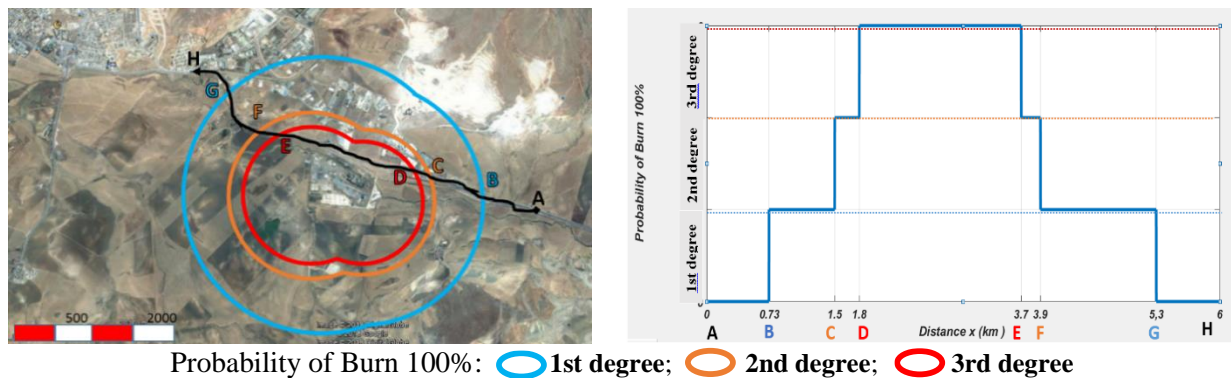 H
G
F
E
D
C
B
A
500
2000
Probability of Burn 100%
3rd degree
2nd degree
1st degree
0
0.73
1.5
1.8
3.7
3.9
5,3
6
A
B
C
D
Distance x (km )
E
F
G
H
Probability of Burn 100%: 1st degree; 2nd degree; 3rd degree